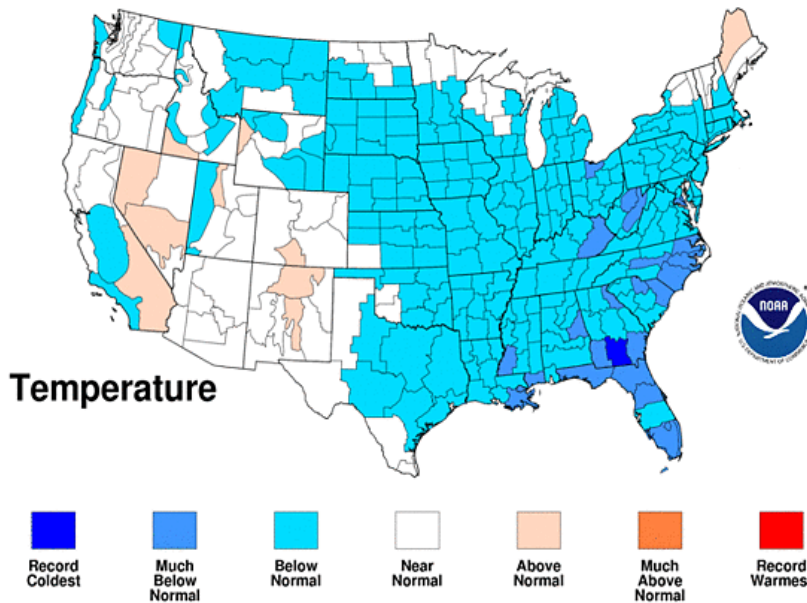 NOAA
Temperature
Record
Coldest
Much
Below
Normal
Below
Normal
Near
Normal
Above
Normal
Much
Above
Normal
Record
Warmes